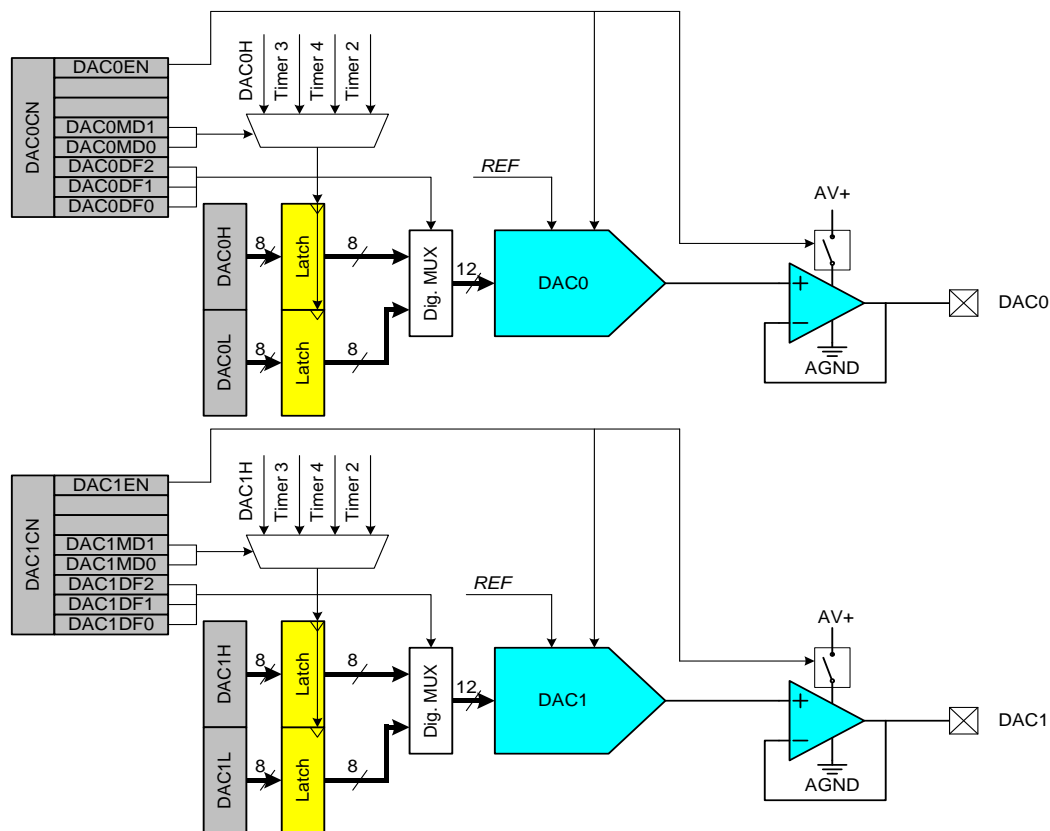 DAC0CN
DAC0EN
DAC0MD1
DAC0MD0
DAC0DF2
DAC0DF1
DAC0DF0
DAC0H
Timer 3
Timer 4
Timer 2
REF
AV+
DAC0H
8
Latch
8
Dig. MUX
12
DAC0
+
−
DAC0
DAC0L
8
Latch
8
AGND
DAC1CN
DAC1EN
DAC1MD1
DAC1MD0
DAC1DF2
DAC1DF1
DAC1DF0
DAC1H
Timer 3
Timer 4
Timer 2
REF
AV+
DAC1H
8
Latch
8
Dig. MUX
12
DAC1
+
−
DAC1
DAC1L
8
Latch
8
AGND